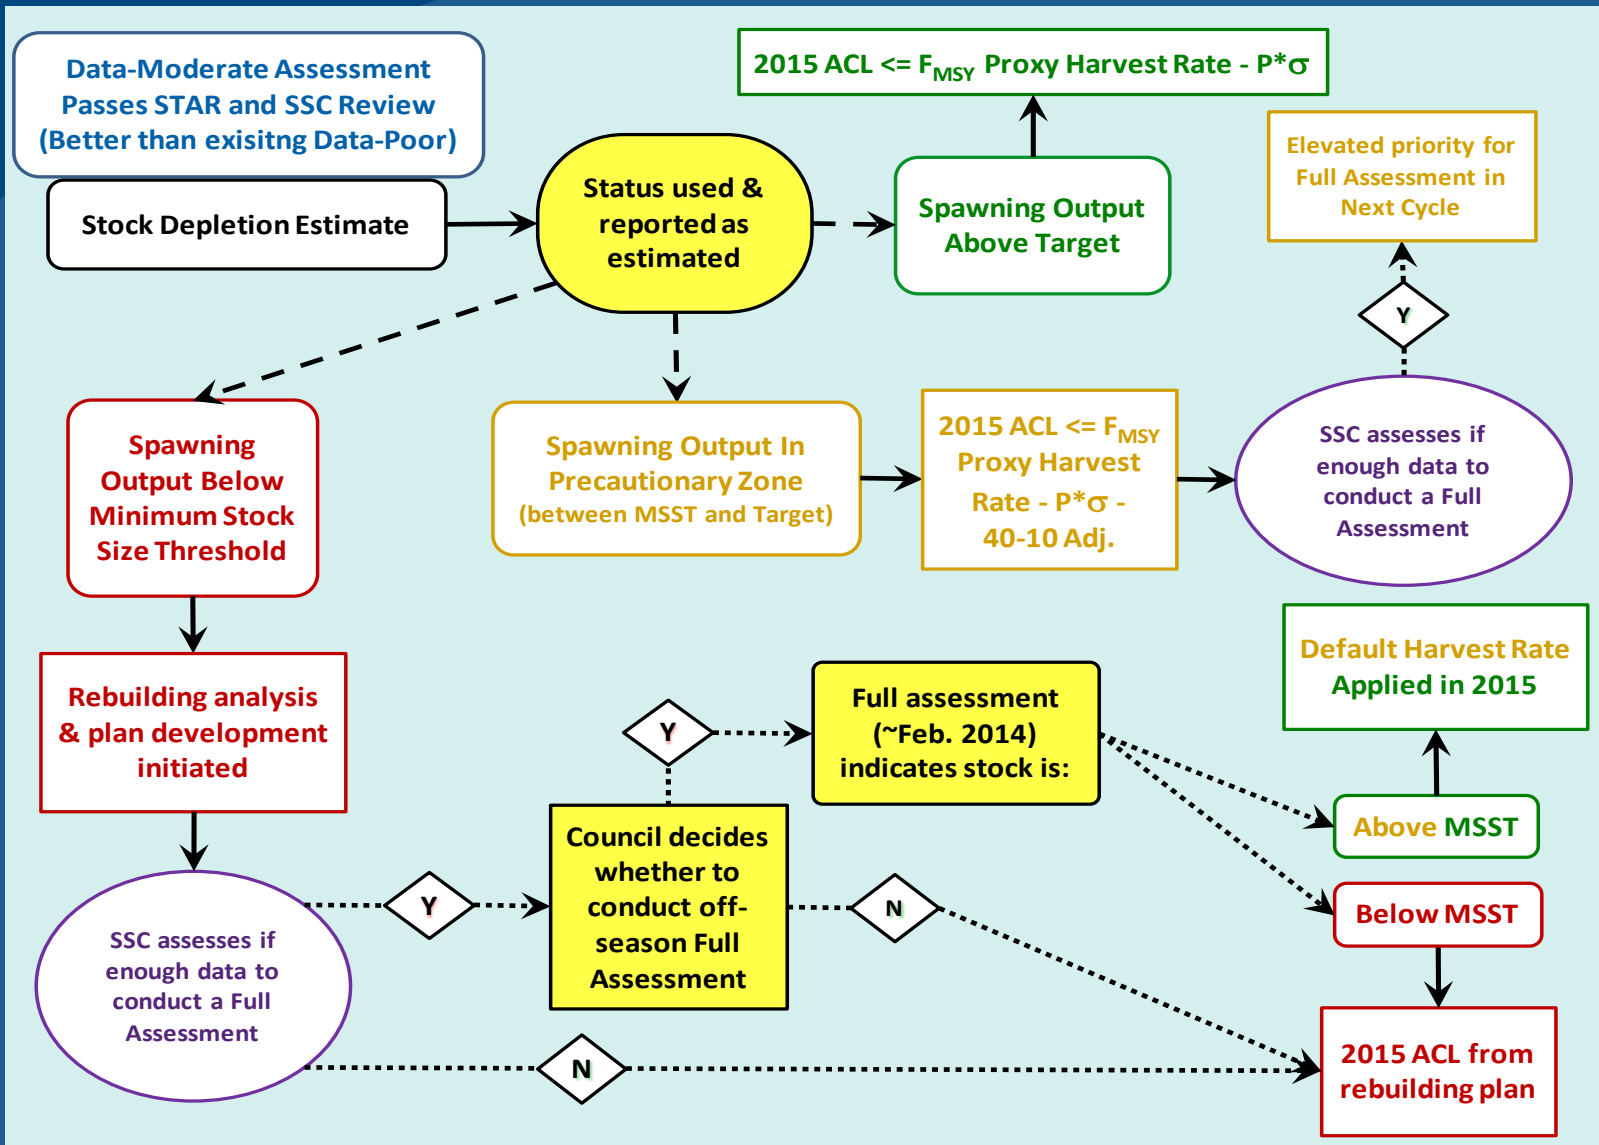 Data-Moderate Assessment
Passes STAR and SSC Review
(Better than exisitng Data-Poor)
Stock Depletion Estimate
Status used &
reported as
estimated
2015 ACL <= FMSY Proxy Harvest Rate - P*σ
Spawning Output
Above Target
Elevated priority for
Full Assessment in
Next Cycle
Y
Spawning
Output Below
Minimum Stock
Size Threshold
Spawning Output In
Precautionary Zone
(between MSST and Target)
2015 ACL <= FMSY
Proxy Harvest
Rate - P*σ -
40-10 Adj.
SSC assesses if
enough data to
conduct a Full
Assessment
Rebuilding analysis
& plan development
initiated
Y
Full assessment
(~Feb. 2014)
indicates stock is:
Default Harvest Rate
Applied in 2015
Above MSST
Council decides
whether to
conduct off-
season Full
Assessment
Y
N
Below MSST
SSC assesses if
enough data to
conduct a Full
Assessment
N
2015 ACL from
rebuilding plan